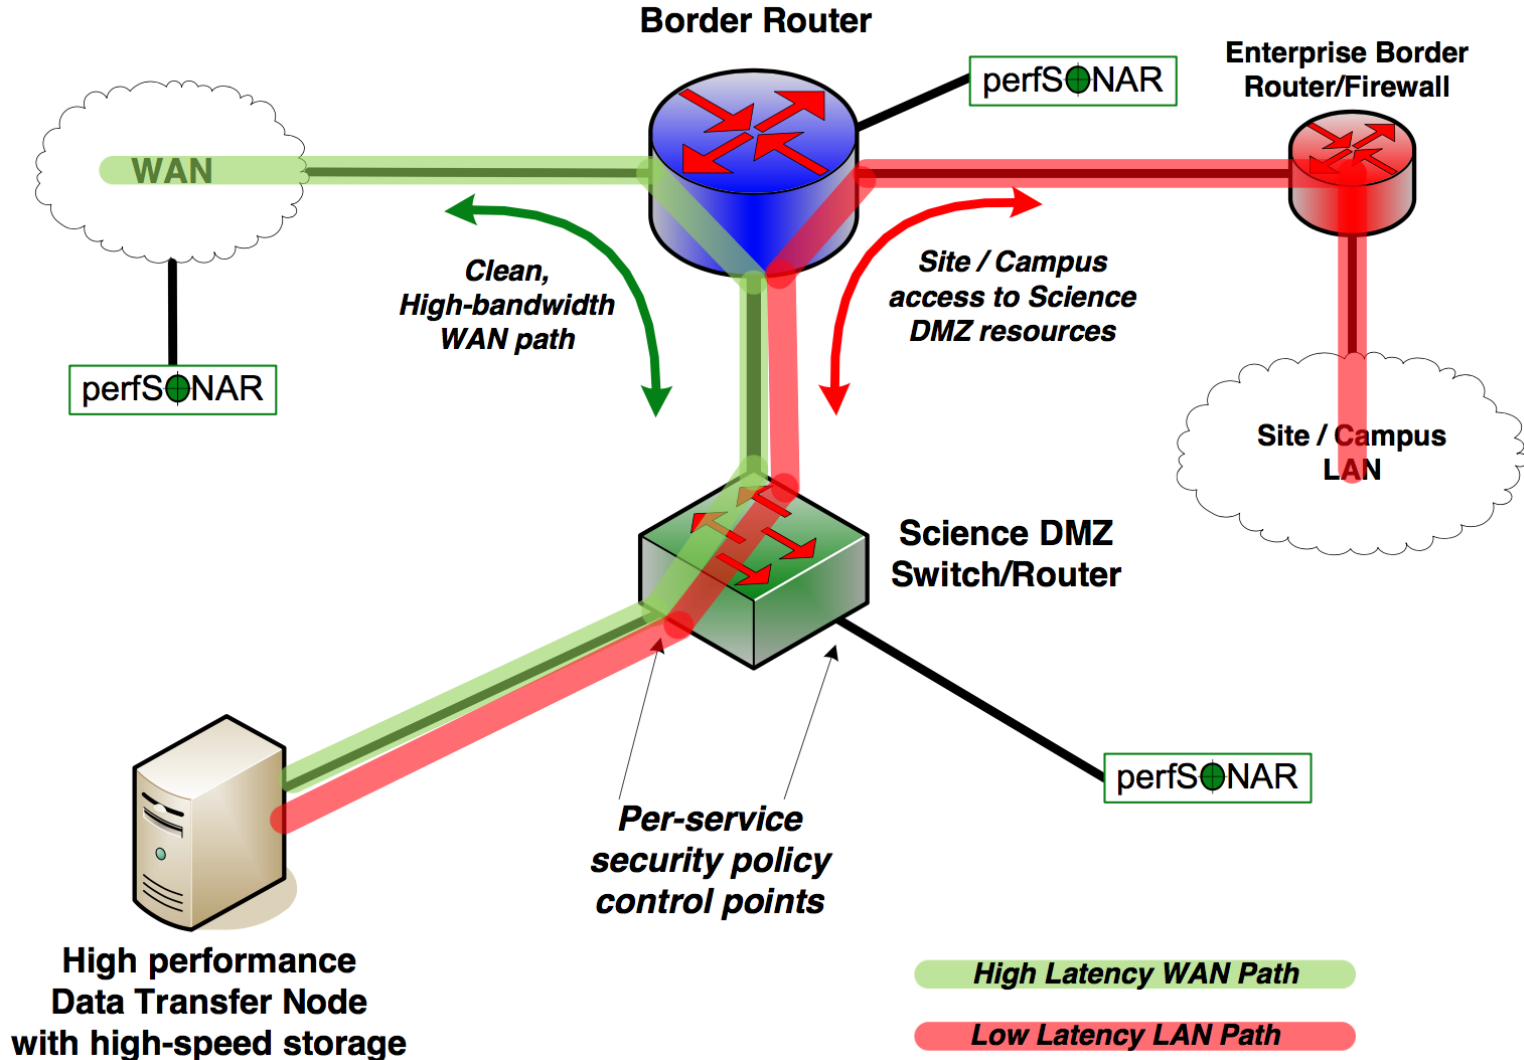 Border Router
perfSONAR
Enterprise Border
Router/Firewall
WAN
Clean,
High-bandwidth
WAN path
Site / Campus
access to Science
DMZ resources
perfSONAR
Site / Campus
LAN
Science DMZ
Switch/Router
perfSONAR
Per-service
security policy
control points
High performance
Data Transfer Node
with high-speed storage
High Latency WAN Path
Low Latency LAN Path